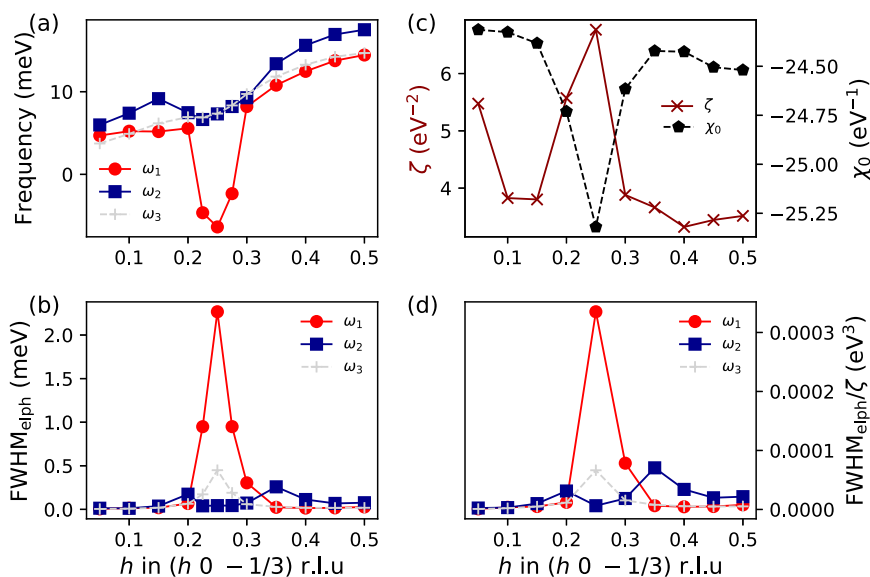 (a)
Frequency (meV)
10
0
ω₁
ω₂
ω₃
0.1 0.2 0.3 0.4 0.5
(c)
ζ (eV⁻²)
6
5
4
ζ
χ₀
−24.50
−24.75
−25.00
−25.25
χ₀ (eV⁻¹)
0.1 0.2 0.3 0.4 0.5
(b)
FWHMₑₗₚₕ (meV)
2.0
1.5
1.0
0.5
0.0
ω₁
ω₂
ω₃
0.1 0.2 0.3 0.4 0.5
h in (h 0 −1/3) r.l.u
(d)
ω₁
ω₂
ω₃
0.0003
0.0002
0.0001
0.0000
FWHMₑₗₚₕ/ζ (eV³)
0.1 0.2 0.3 0.4 0.5
h in (h 0 −1/3) r.l.u